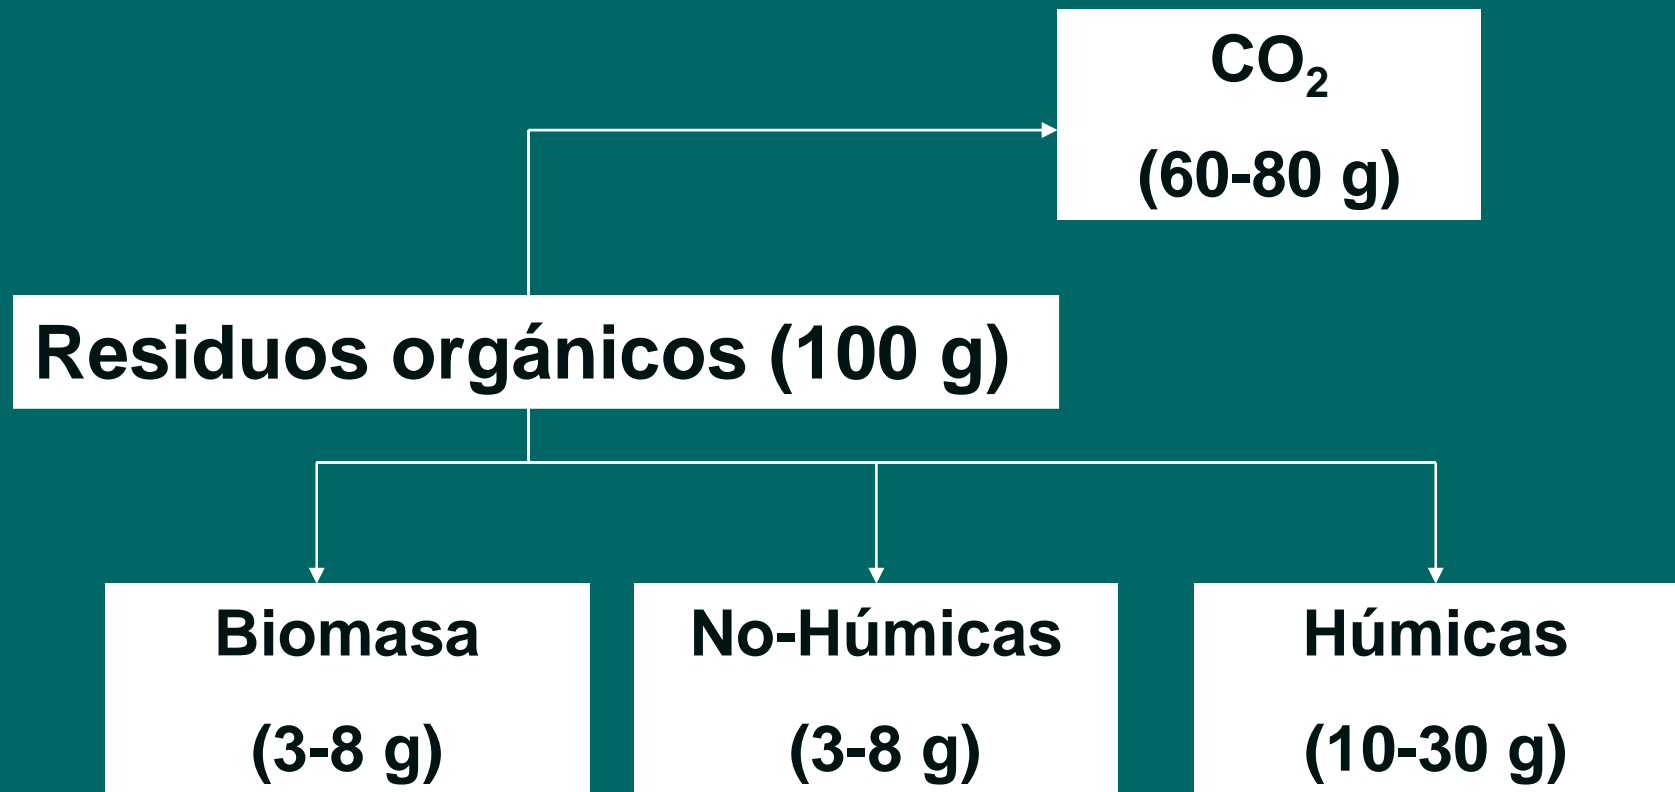 CO₂
(60-80 g)
Residuos orgánicos (100 g)
Biomasa
(3-8 g)
No-Húmicas
(3-8 g)
Húmicas
(10-30 g)